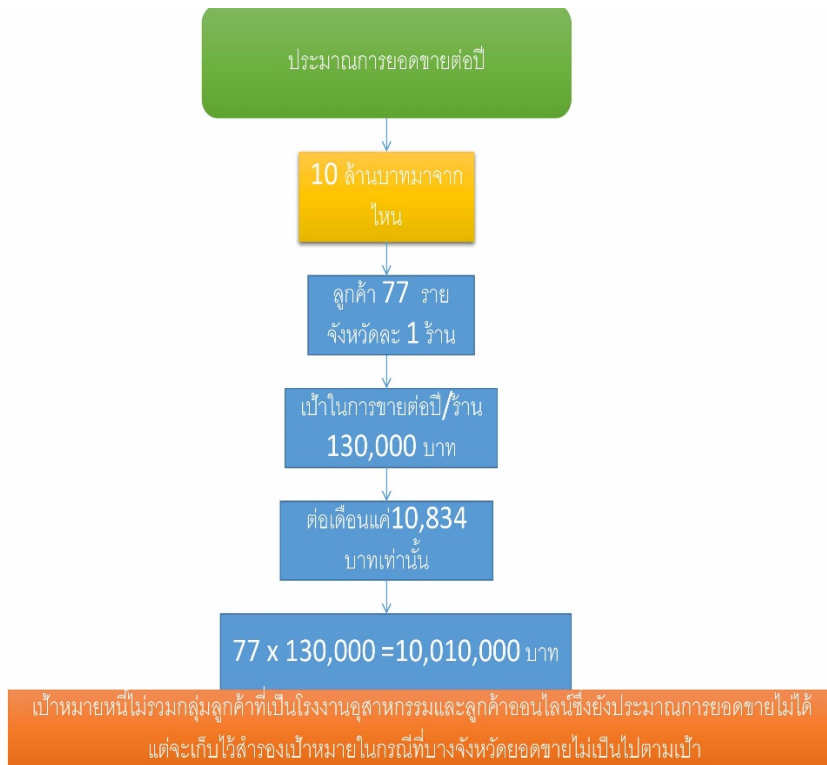 ประมาณการยอดขายต่อปี
10 ล้านบาทมาจาก
ไหน
ลูกค้า 77 ราย
จังหวัดละ 1 ร้าน
เป้าในการขายต่อปี/ร้าน
130,000 บาท
ต่อเดือนแค่10,834
บาทเท่านั้น
77 x 130,000 =10,010,000 บาท
เป้าหมายหนี่ไม่รวมกลุ่มลูกค้าที่เป็นโรงงานอุสาหกรรมและลูกค้าออนไลน์ซึ่งยังประมาณการยอดขายไม่ได้
แต่จะเก็บไว้สำรองเป้าหมายในกรณีที่บางจังหวัดยอดขายไม่เป็นไปตามเป้า